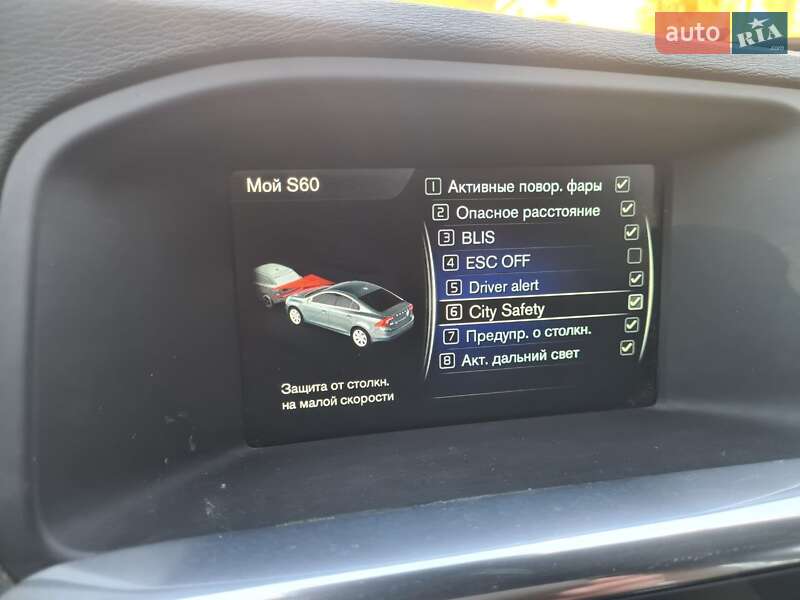 auto RIA
.com
Мой S60
1 Активные повор. фары
2 Опасное расстояние
3 BLIS
4 ESC OFF
5 Driver alert
6 City Safety
7 Предупр. о столкн.
8 Акт. дальний свет
Защита от столкн.
на малой скорости